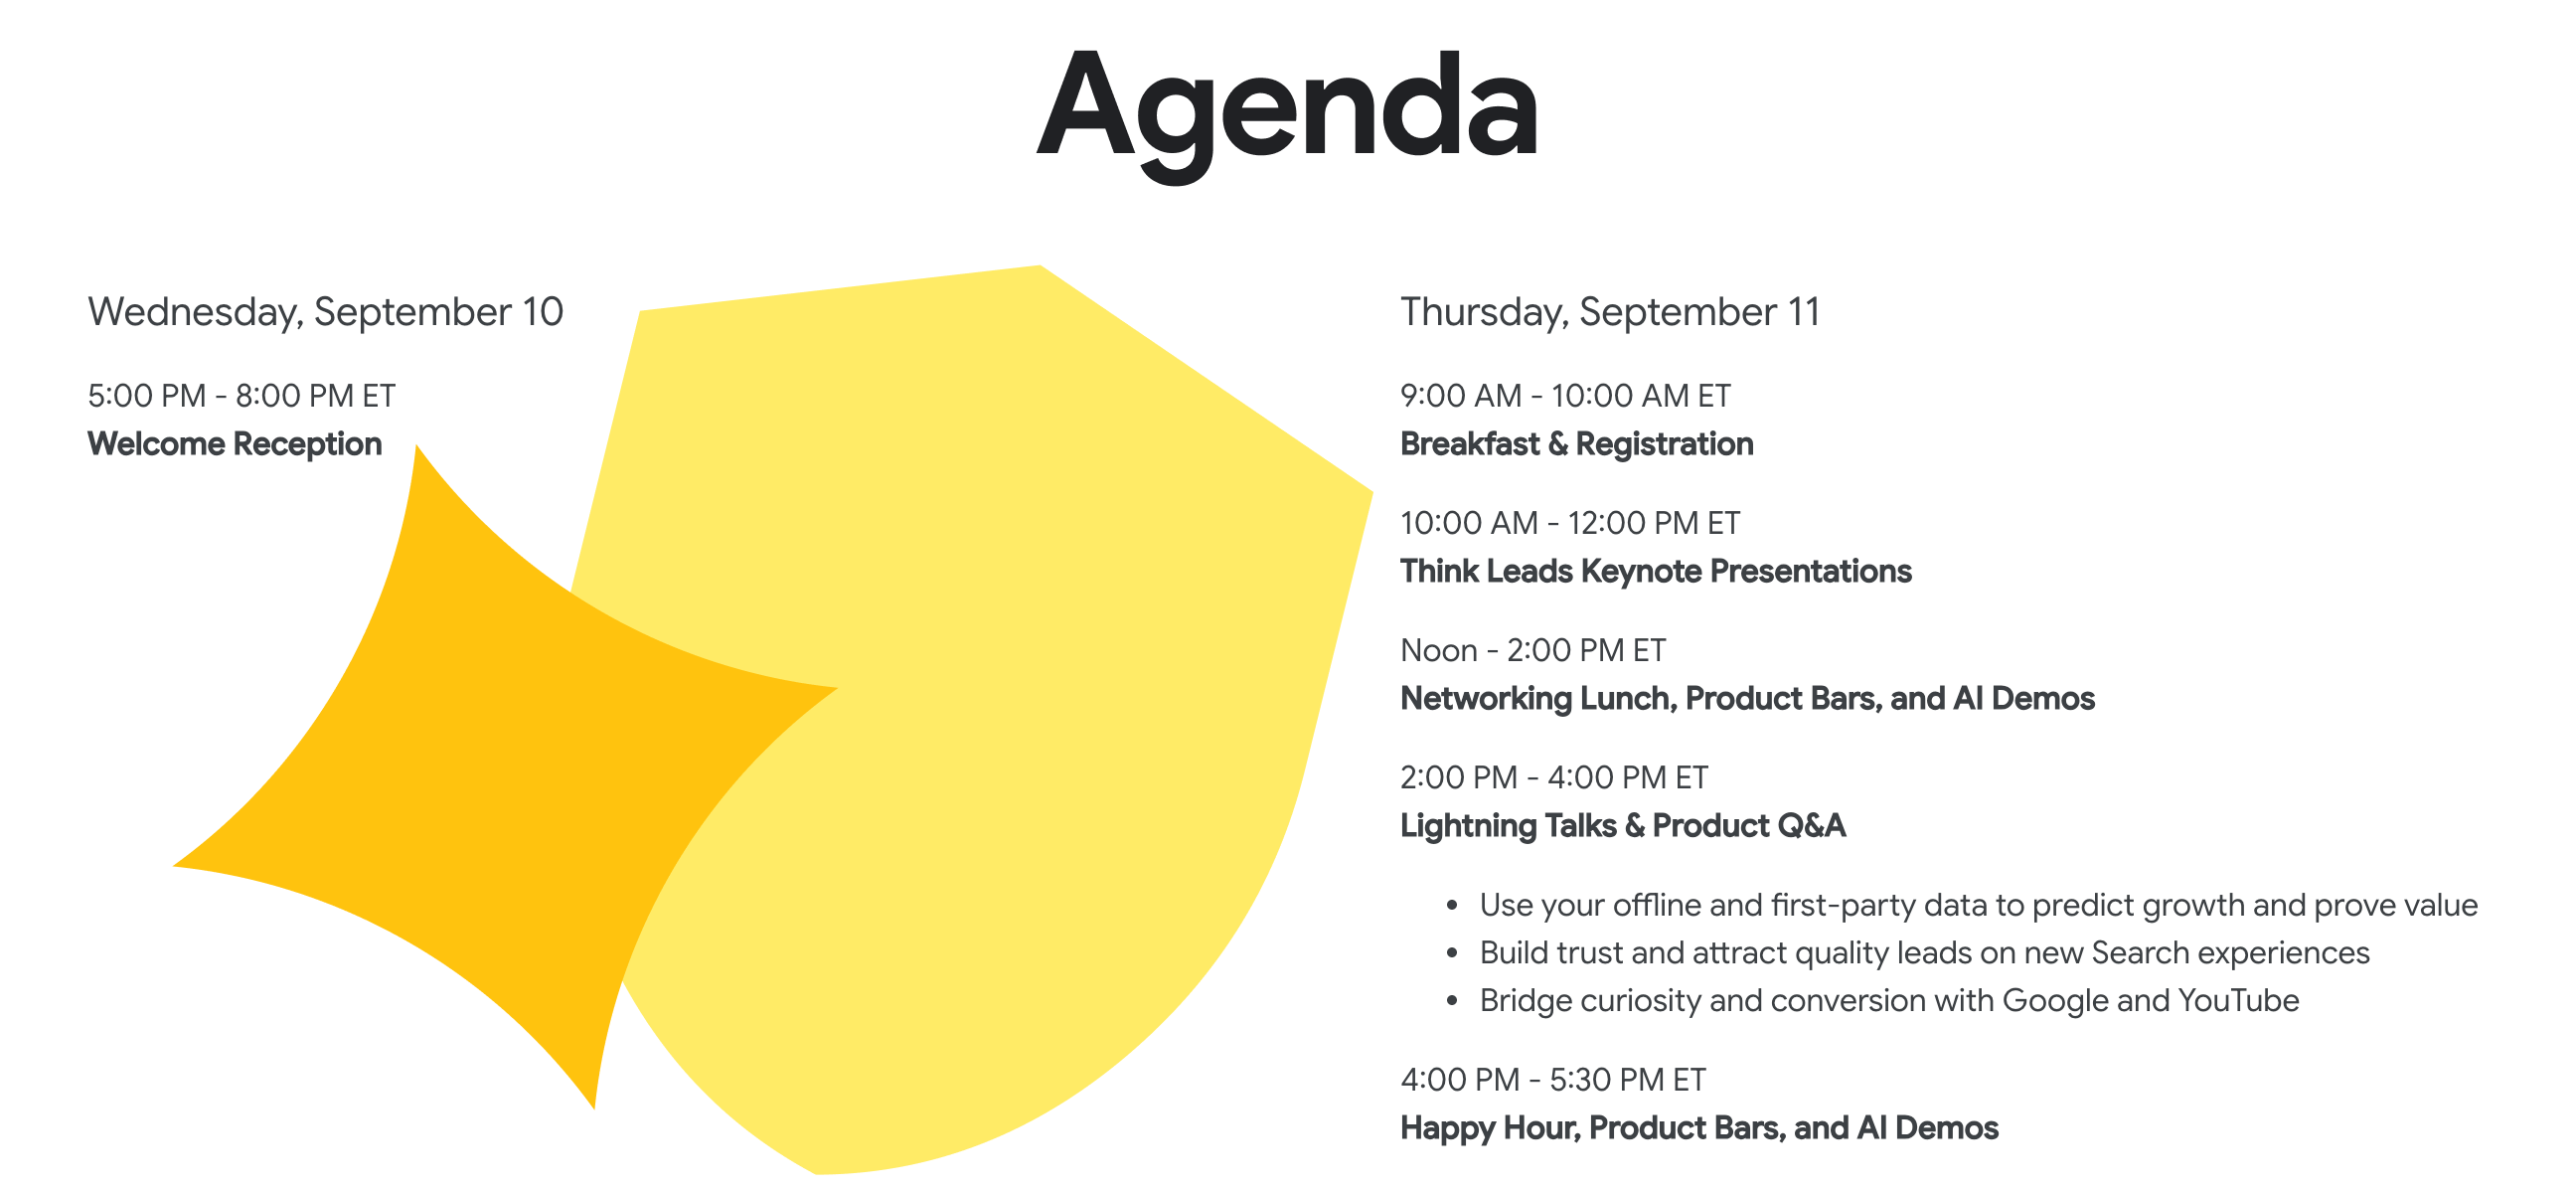 Agenda
Wednesday, September 10
5:00 PM - 8:00 PM ET
Welcome Reception
Thursday, September 11
9:00 AM - 10:00 AM ET
Breakfast & Registration
10:00 AM - 12:00 PM ET
Think Leads Keynote Presentations
Noon - 2:00 PM ET
Networking Lunch, Product Bars, and AI Demos
2:00 PM - 4:00 PM ET
Lightning Talks & Product Q&A
• Use your offline and first-party data to predict growth and prove value
• Build trust and attract quality leads on new Search experiences
• Bridge curiosity and conversion with Google and YouTube
4:00 PM - 5:30 PM ET
Happy Hour, Product Bars, and AI Demos